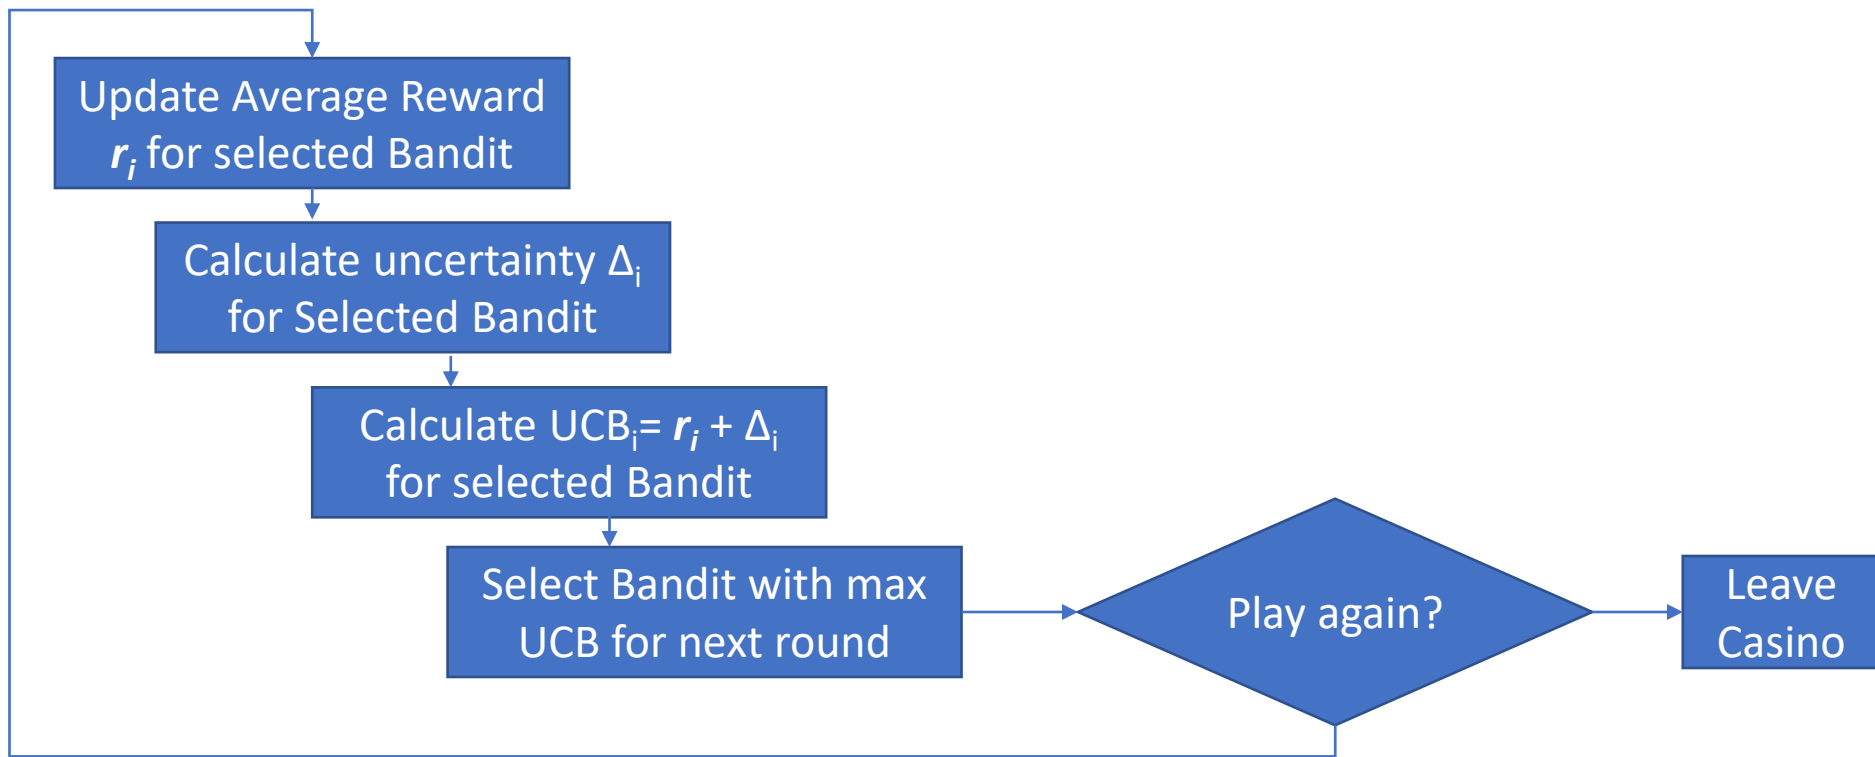 Update Average Reward
rᵢ for selected Bandit
Calculate uncertainty Δᵢ
for Selected Bandit
Calculate UCBᵢ= rᵢ + Δᵢ
for selected Bandit
Select Bandit with max
UCB for next round
Play again?
Leave
Casino